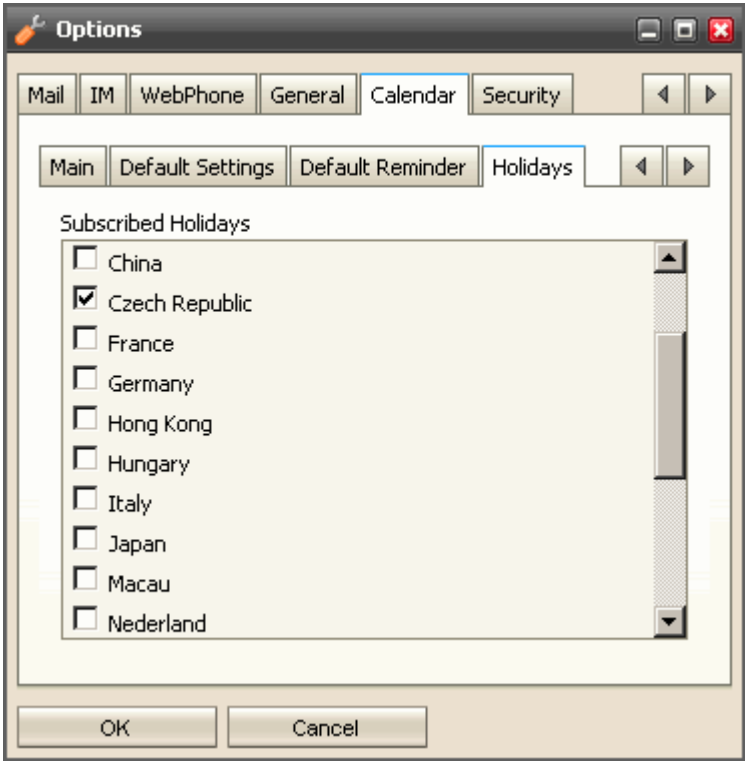 Options
Mail IM WebPhone General Calendar Security
Main Default Settings Default Reminder Holidays
Subscribed Holidays
China
Czech Republic
France
Germany
Hong Kong
Hungary
Italy
Japan
Macau
Nederland
OK Cancel